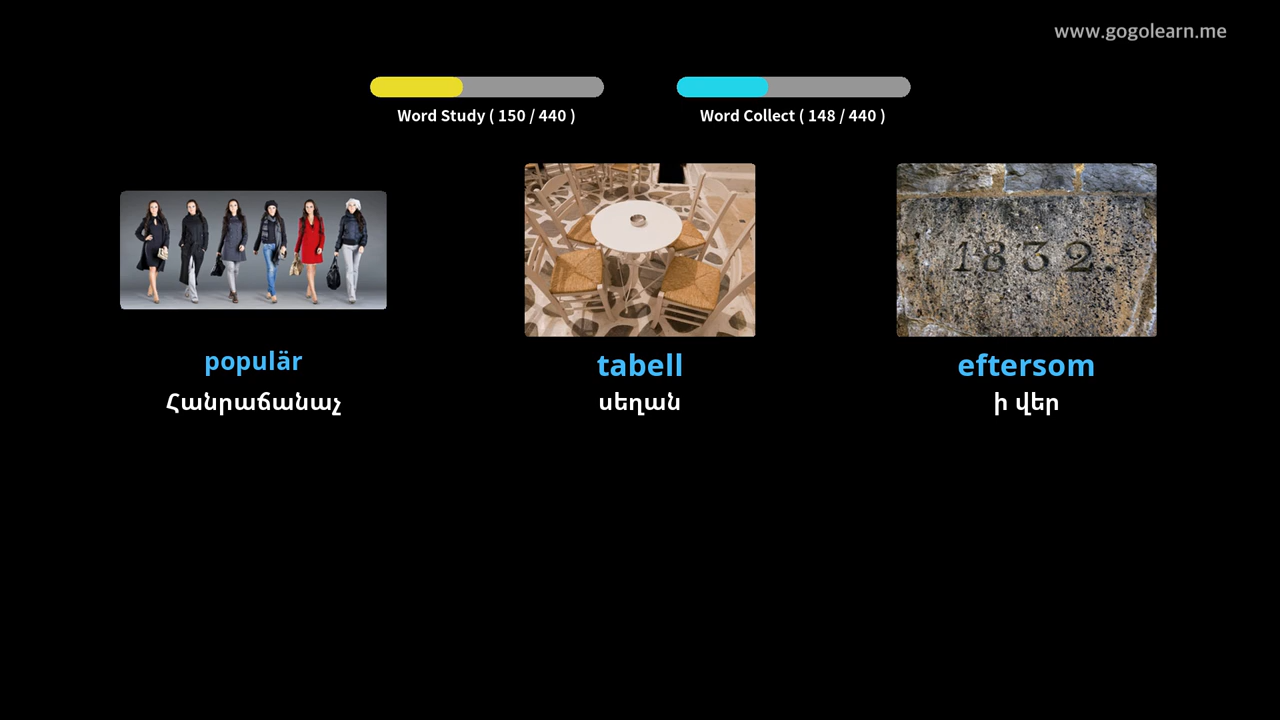 www.gogolearn.me
Word Study ( 150 / 440 )
Word Collect ( 148 / 440 )
1832.
populär
tabell
eftersom
Հանրաճանաչ
սեղան
ի վեր